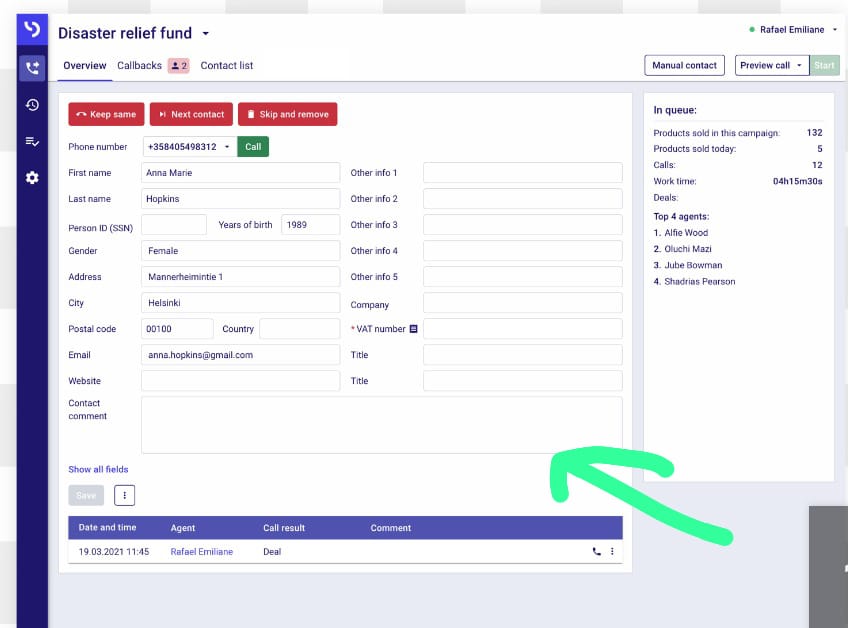 Disaster relief fund
Rafael Emiliane
Overview Callbacks 2 Contact list
Manual contact Preview call Start
Keep same Next contact Skip and remove
Phone number +358405498312 Call
First name Anna Marie Other info 1
Last name Hopkins Other info 2
Person ID (SSN) Years of birth 1989 Other info 3
Gender Female Other info 4
Address Mannerheimintie 1 Other info 5
City Helsinki Company
Postal code 00100 Country *VAT number
Email anna.hopkins@gmail.com Title
Website Title
Contact
comment
Show all fields
Save
Date and time Agent Call result Comment
19.03.2021 11:45 Rafael Emiliane Deal
In queue:
Products sold in this campaign: 132
Products sold today: 5
Calls: 12
Work time: 04h15m30s
Deals:
Top 4 agents:
1. Alfie Wood
2. Oluchi Mazi
3. Jube Bowman
4. Shadrias Pearson